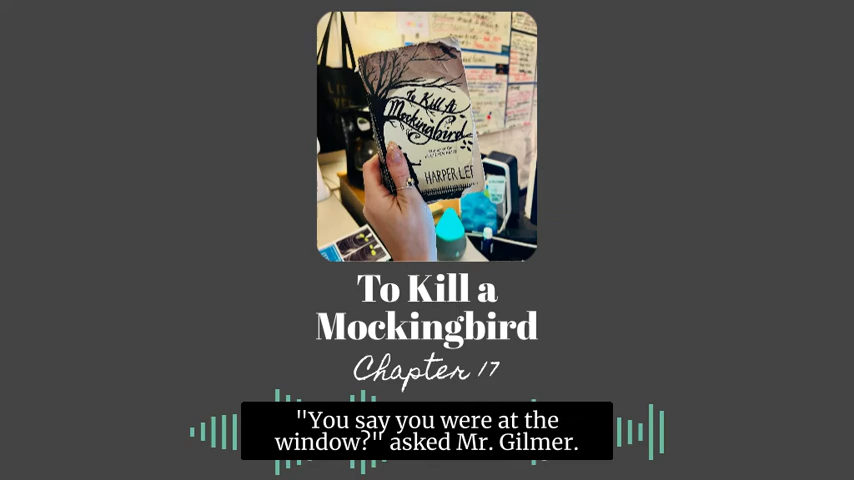 To Kill A
Mockingbird
HARPER LEE
To Kill a
Mockingbird
Chapter 17
"You say you were at the
window?" asked Mr. Gilmer.